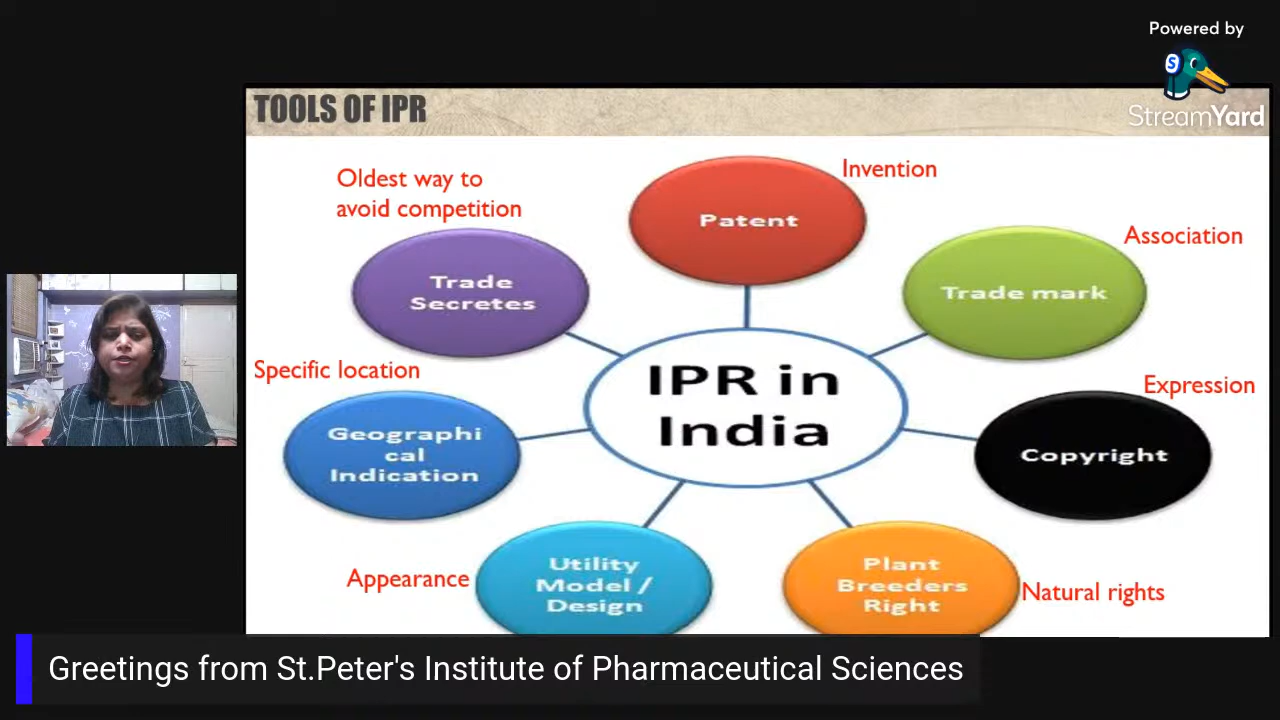 Powered by
S
StreamYard
TOOLS OF IPR
Oldest way to
avoid competition
Patent
Invention
Trade
Secretes
Trade mark
Association
Specific location
IPR in
India
Expression
Geographi
cal
Indication
Copyright
Appearance
Utility
Model /
Design
Plant
Breeders
Right
Natural rights
Greetings from St.Peter's Institute of Pharmaceutical Sciences